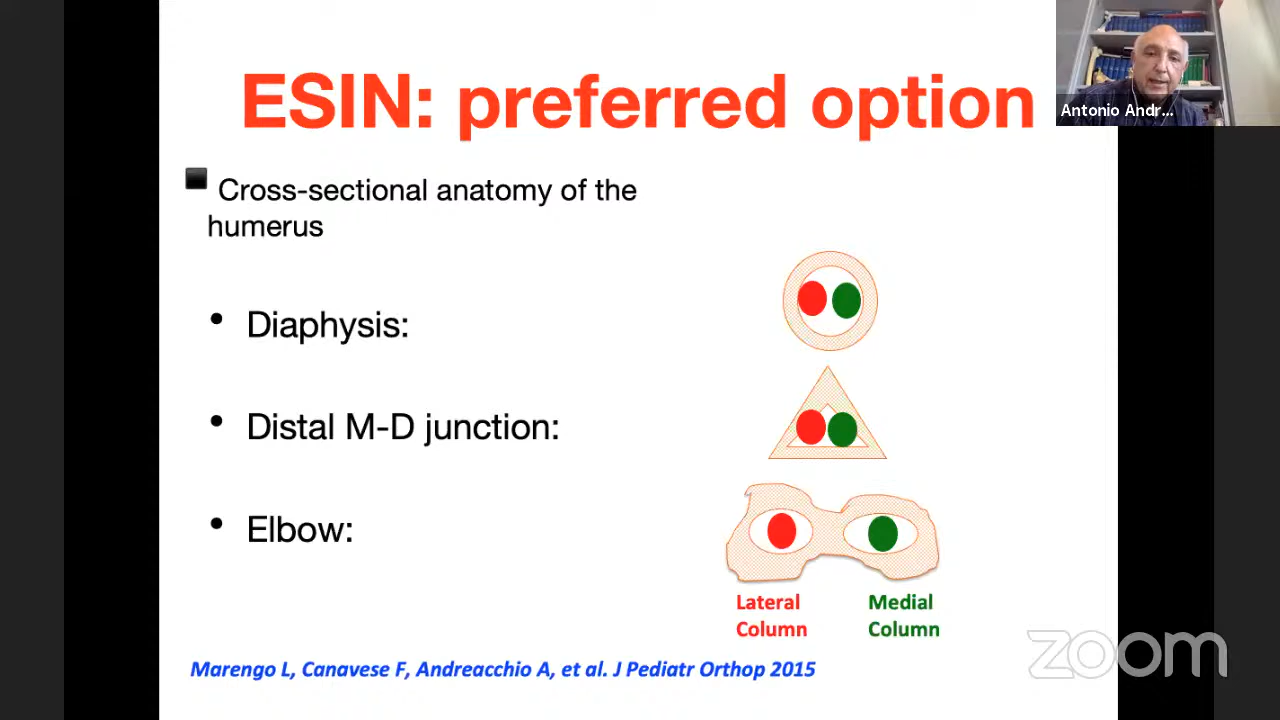 ESIN: preferred option
Antonio Andr...
Cross-sectional anatomy of the
humerus
• Diaphysis:
• Distal M-D junction:
• Elbow:
Lateral
Column
Medial
Column
Marengo L, Canavese F, Andreacchio A, et al. J Pediatr Orthop 2015
zoom